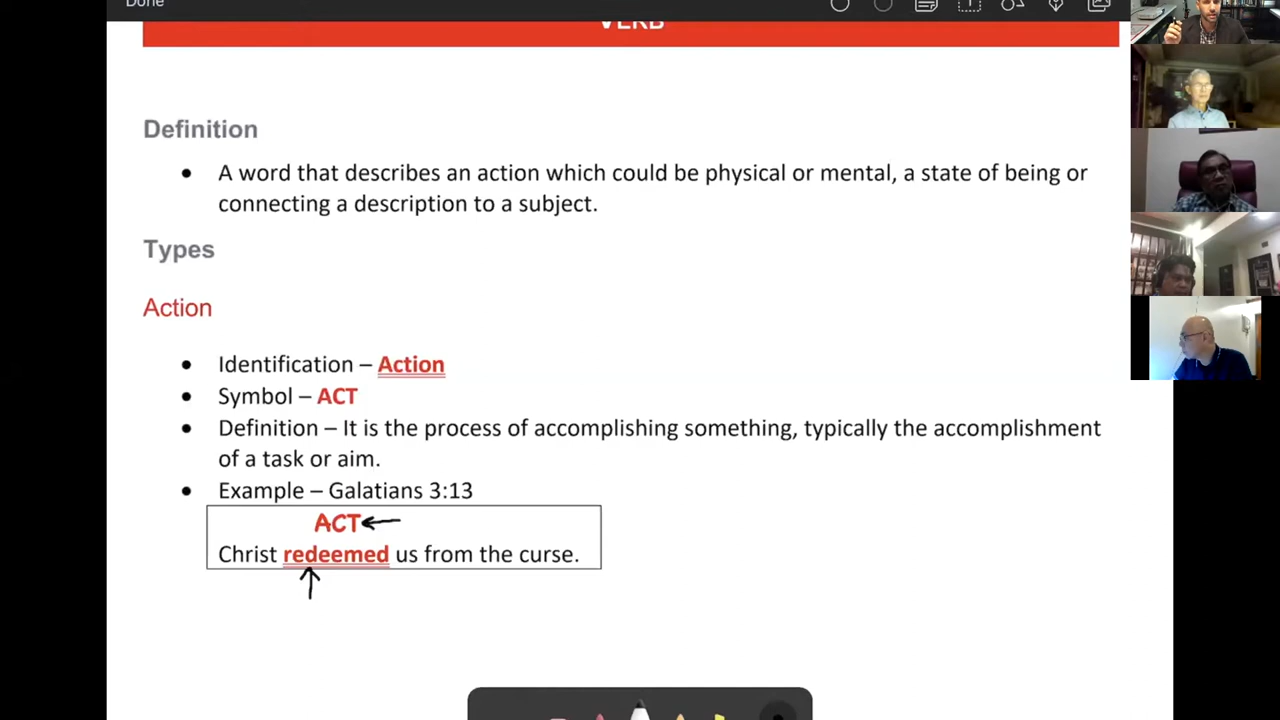 Done
VERB
Definition
• A word that describes an action which could be physical or mental, a state of being or
connecting a description to a subject.
Types
Action
• Identification – Action
• Symbol – ACT
• Definition – It is the process of accomplishing something, typically the accomplishment
of a task or aim.
• Example – Galatians 3:13
ACT
Christ redeemed us from the curse.